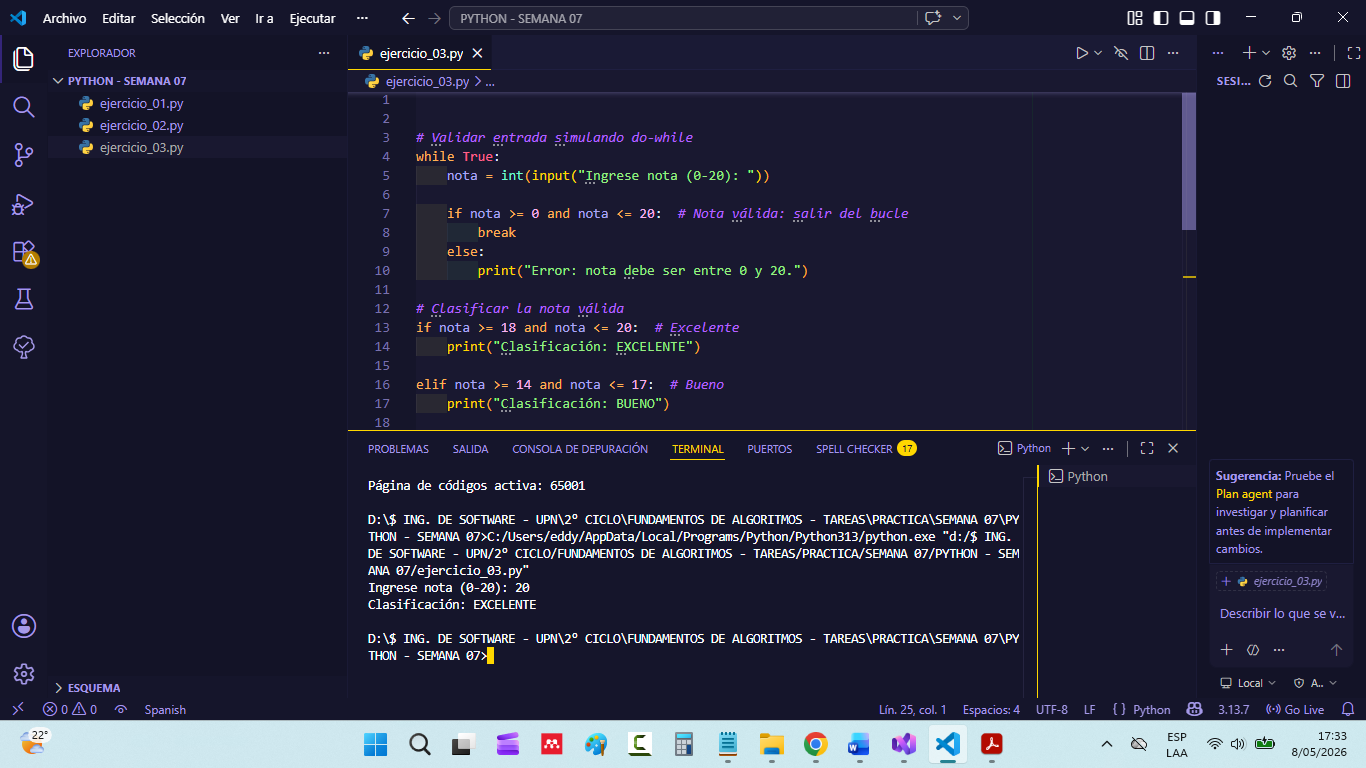 Archivo Editar Selección Ver Ir a Ejecutar ···
PYTHON - SEMANA 07
EXPLORADOR ···
PYTHON - SEMANA 07
ejercicio_01.py
ejercicio_02.py
ejercicio_03.py
ESQUEMA
ejercicio_03.py
ejercicio_03.py > ...
1
2
3 # Validar entrada simulando do-while
4 while True:
5 nota = int(input("Ingrese nota (0-20): "))
6
7 if nota >= 0 and nota <= 20:  # Nota válida: salir del bucle
8 break
9 else:
10 print("Error: nota debe ser entre 0 y 20.")
11
12 # Clasificar la nota válida
13 if nota >= 18 and nota <= 20:  # Excelente
14 print("Clasificación: EXCELENTE")
15
16 elif nota >= 14 and nota <= 17:  # Bueno
17 print("Clasificación: BUENO")
18
PROBLEMAS SALIDA CONSOLA DE DEPURACIÓN TERMINAL PUERTOS SPELL CHECKER 17
Python
Python
Página de códigos activa: 65001
D:\$ ING. DE SOFTWARE - UPN\2º CICLO\FUNDAMENTOS DE ALGORITMOS - TAREAS\PRACTICA\SEMANA 07\PY
THON - SEMANA 07>C:/Users/eddy/AppData/Local/Programs/Python/Python313/python.exe "d:/$ ING.
DE SOFTWARE - UPN/2º CICLO/FUNDAMENTOS DE ALGORITMOS - TAREAS/PRACTICA/SEMANA 07/PYTHON - SEM
ANA 07/ejercicio_03.py"
Ingrese nota (0-20): 20
Clasificación: EXCELENTE
D:\$ ING. DE SOFTWARE - UPN\2º CICLO\FUNDAMENTOS DE ALGORITMOS - TAREAS\PRACTICA\SEMANA 07\PY
THON - SEMANA 07>
SESI...
Sugerencia: Pruebe el
Plan agent para
investigar y planificar
antes de implementar
cambios.
ejercicio_03.py
Describir lo que se v...
Local A..
0 0 Spanish
Lín. 25, col. 1 Espacios: 4 UTF-8 LF {} Python 3.13.7 Go Live
22°
ESP
LAA
17:33
8/05/2026